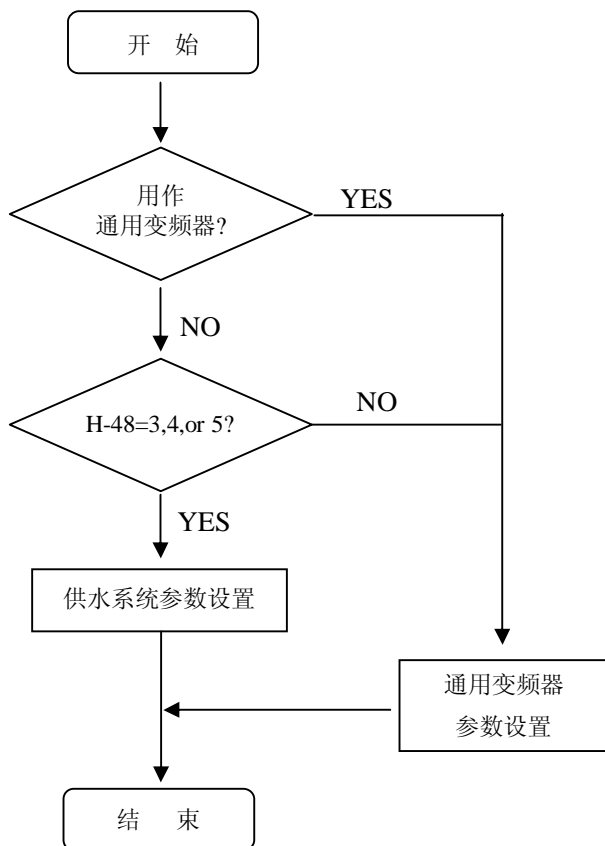 开 始
用作
通用变频器?
YES
NO
H-48=3,4,or 5?
NO
YES
供水系统参数设置
通用变频器
参数设置
结 束